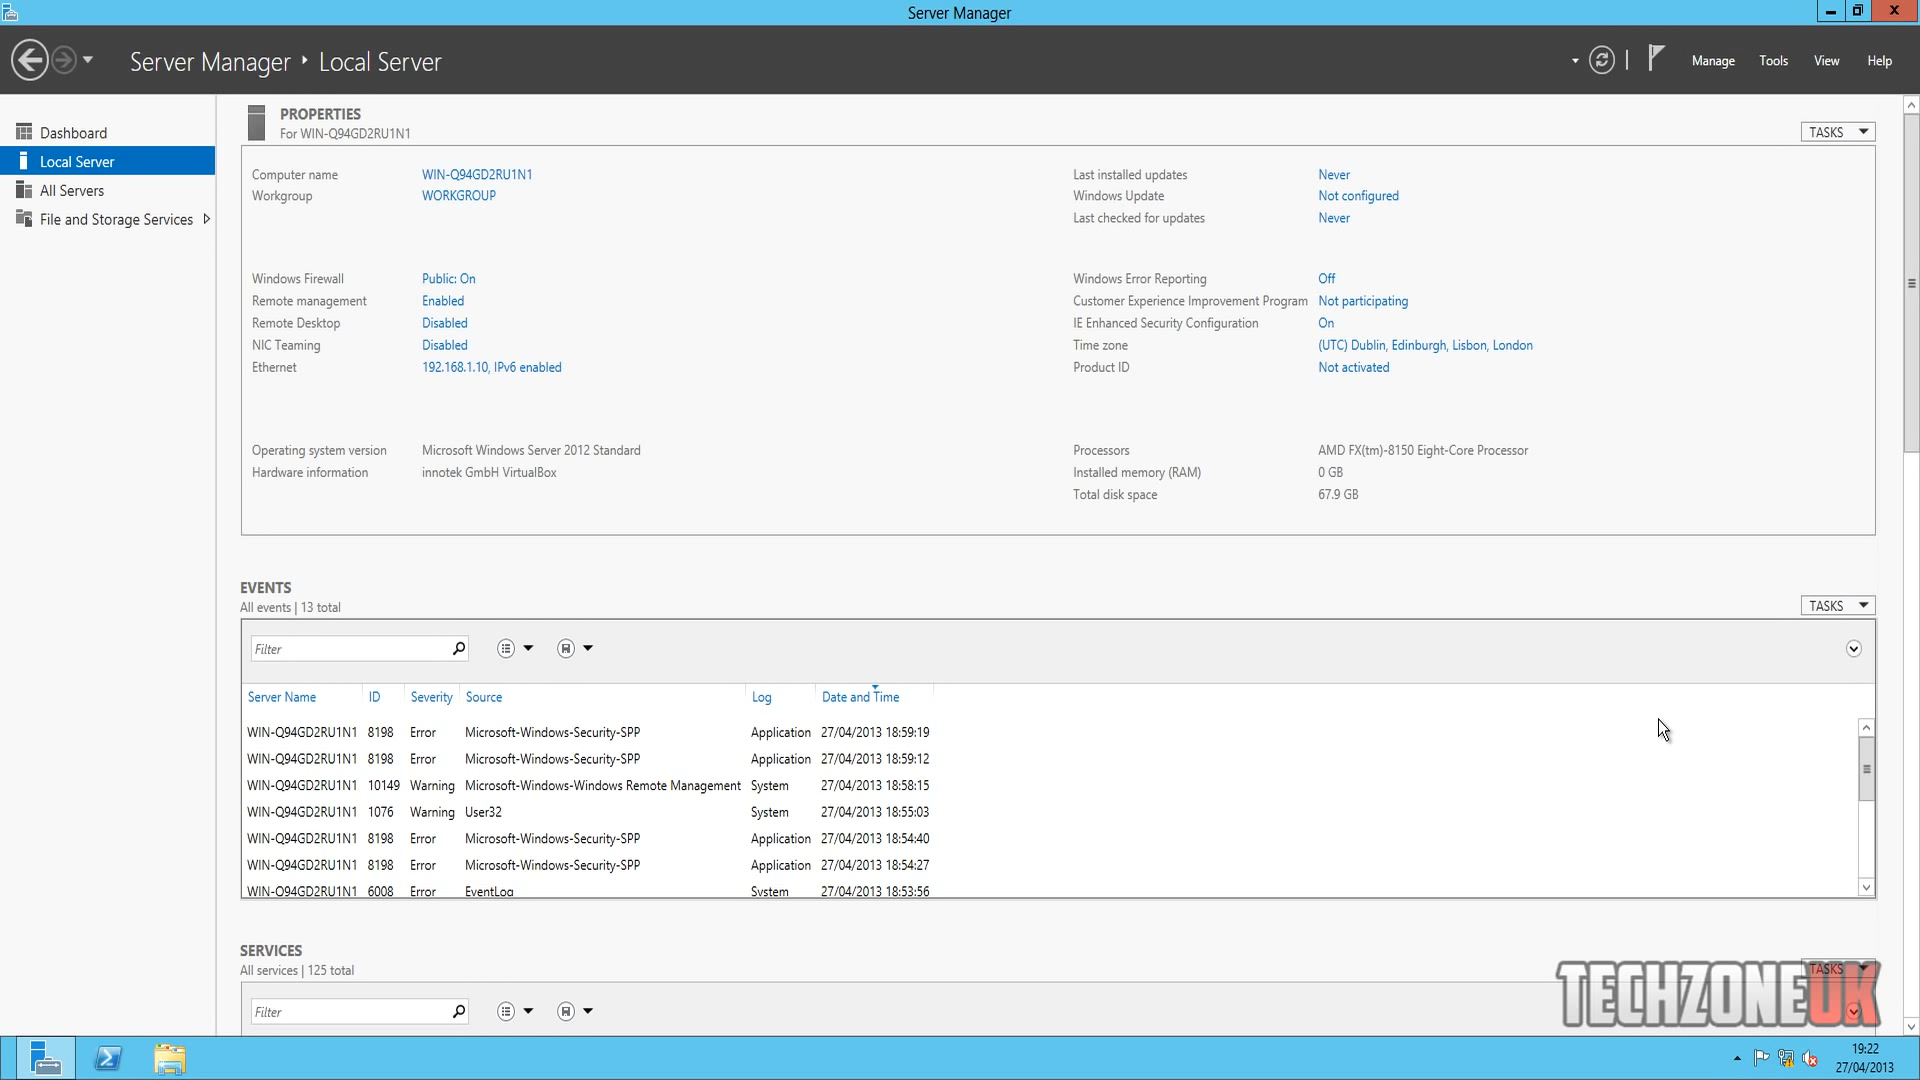 Server Manager
Server Manager ‣ Local Server
Manage Tools View Help
Dashboard
Local Server
All Servers
File and Storage Services
PROPERTIES
For WIN-Q94GD2RU1N1
TASKS
Computer name WIN-Q94GD2RU1N1
Workgroup WORKGROUP
Last installed updates Never
Windows Update Not configured
Last checked for updates Never
Windows Firewall Public: On
Remote management Enabled
Remote Desktop Disabled
NIC Teaming Disabled
Ethernet 192.168.1.10, IPv6 enabled
Windows Error Reporting Off
Customer Experience Improvement Program Not participating
IE Enhanced Security Configuration On
Time zone (UTC) Dublin, Edinburgh, Lisbon, London
Product ID Not activated
Operating system version Microsoft Windows Server 2012 Standard
Hardware information innotek GmbH VirtualBox
Processors AMD FX(tm)-8150 Eight-Core Processor
Installed memory (RAM) 0 GB
Total disk space 67.9 GB
EVENTS
All events | 13 total
TASKS
Filter
Server Name ID Severity Source Log Date and Time
WIN-Q94GD2RU1N1 8198 Error Microsoft-Windows-Security-SPP Application 27/04/2013 18:59:19
WIN-Q94GD2RU1N1 8198 Error Microsoft-Windows-Security-SPP Application 27/04/2013 18:59:12
WIN-Q94GD2RU1N1 10149 Warning Microsoft-Windows-Windows Remote Management System 27/04/2013 18:58:15
WIN-Q94GD2RU1N1 1076 Warning User32 System 27/04/2013 18:55:03
WIN-Q94GD2RU1N1 8198 Error Microsoft-Windows-Security-SPP Application 27/04/2013 18:54:40
WIN-Q94GD2RU1N1 8198 Error Microsoft-Windows-Security-SPP Application 27/04/2013 18:54:27
WIN-Q94GD2RU1N1 6008 Error EventLog System 27/04/2013 18:53:56
SERVICES
All services | 125 total
TASKS
Filter
TECHZONEUK
19:22
27/04/2013